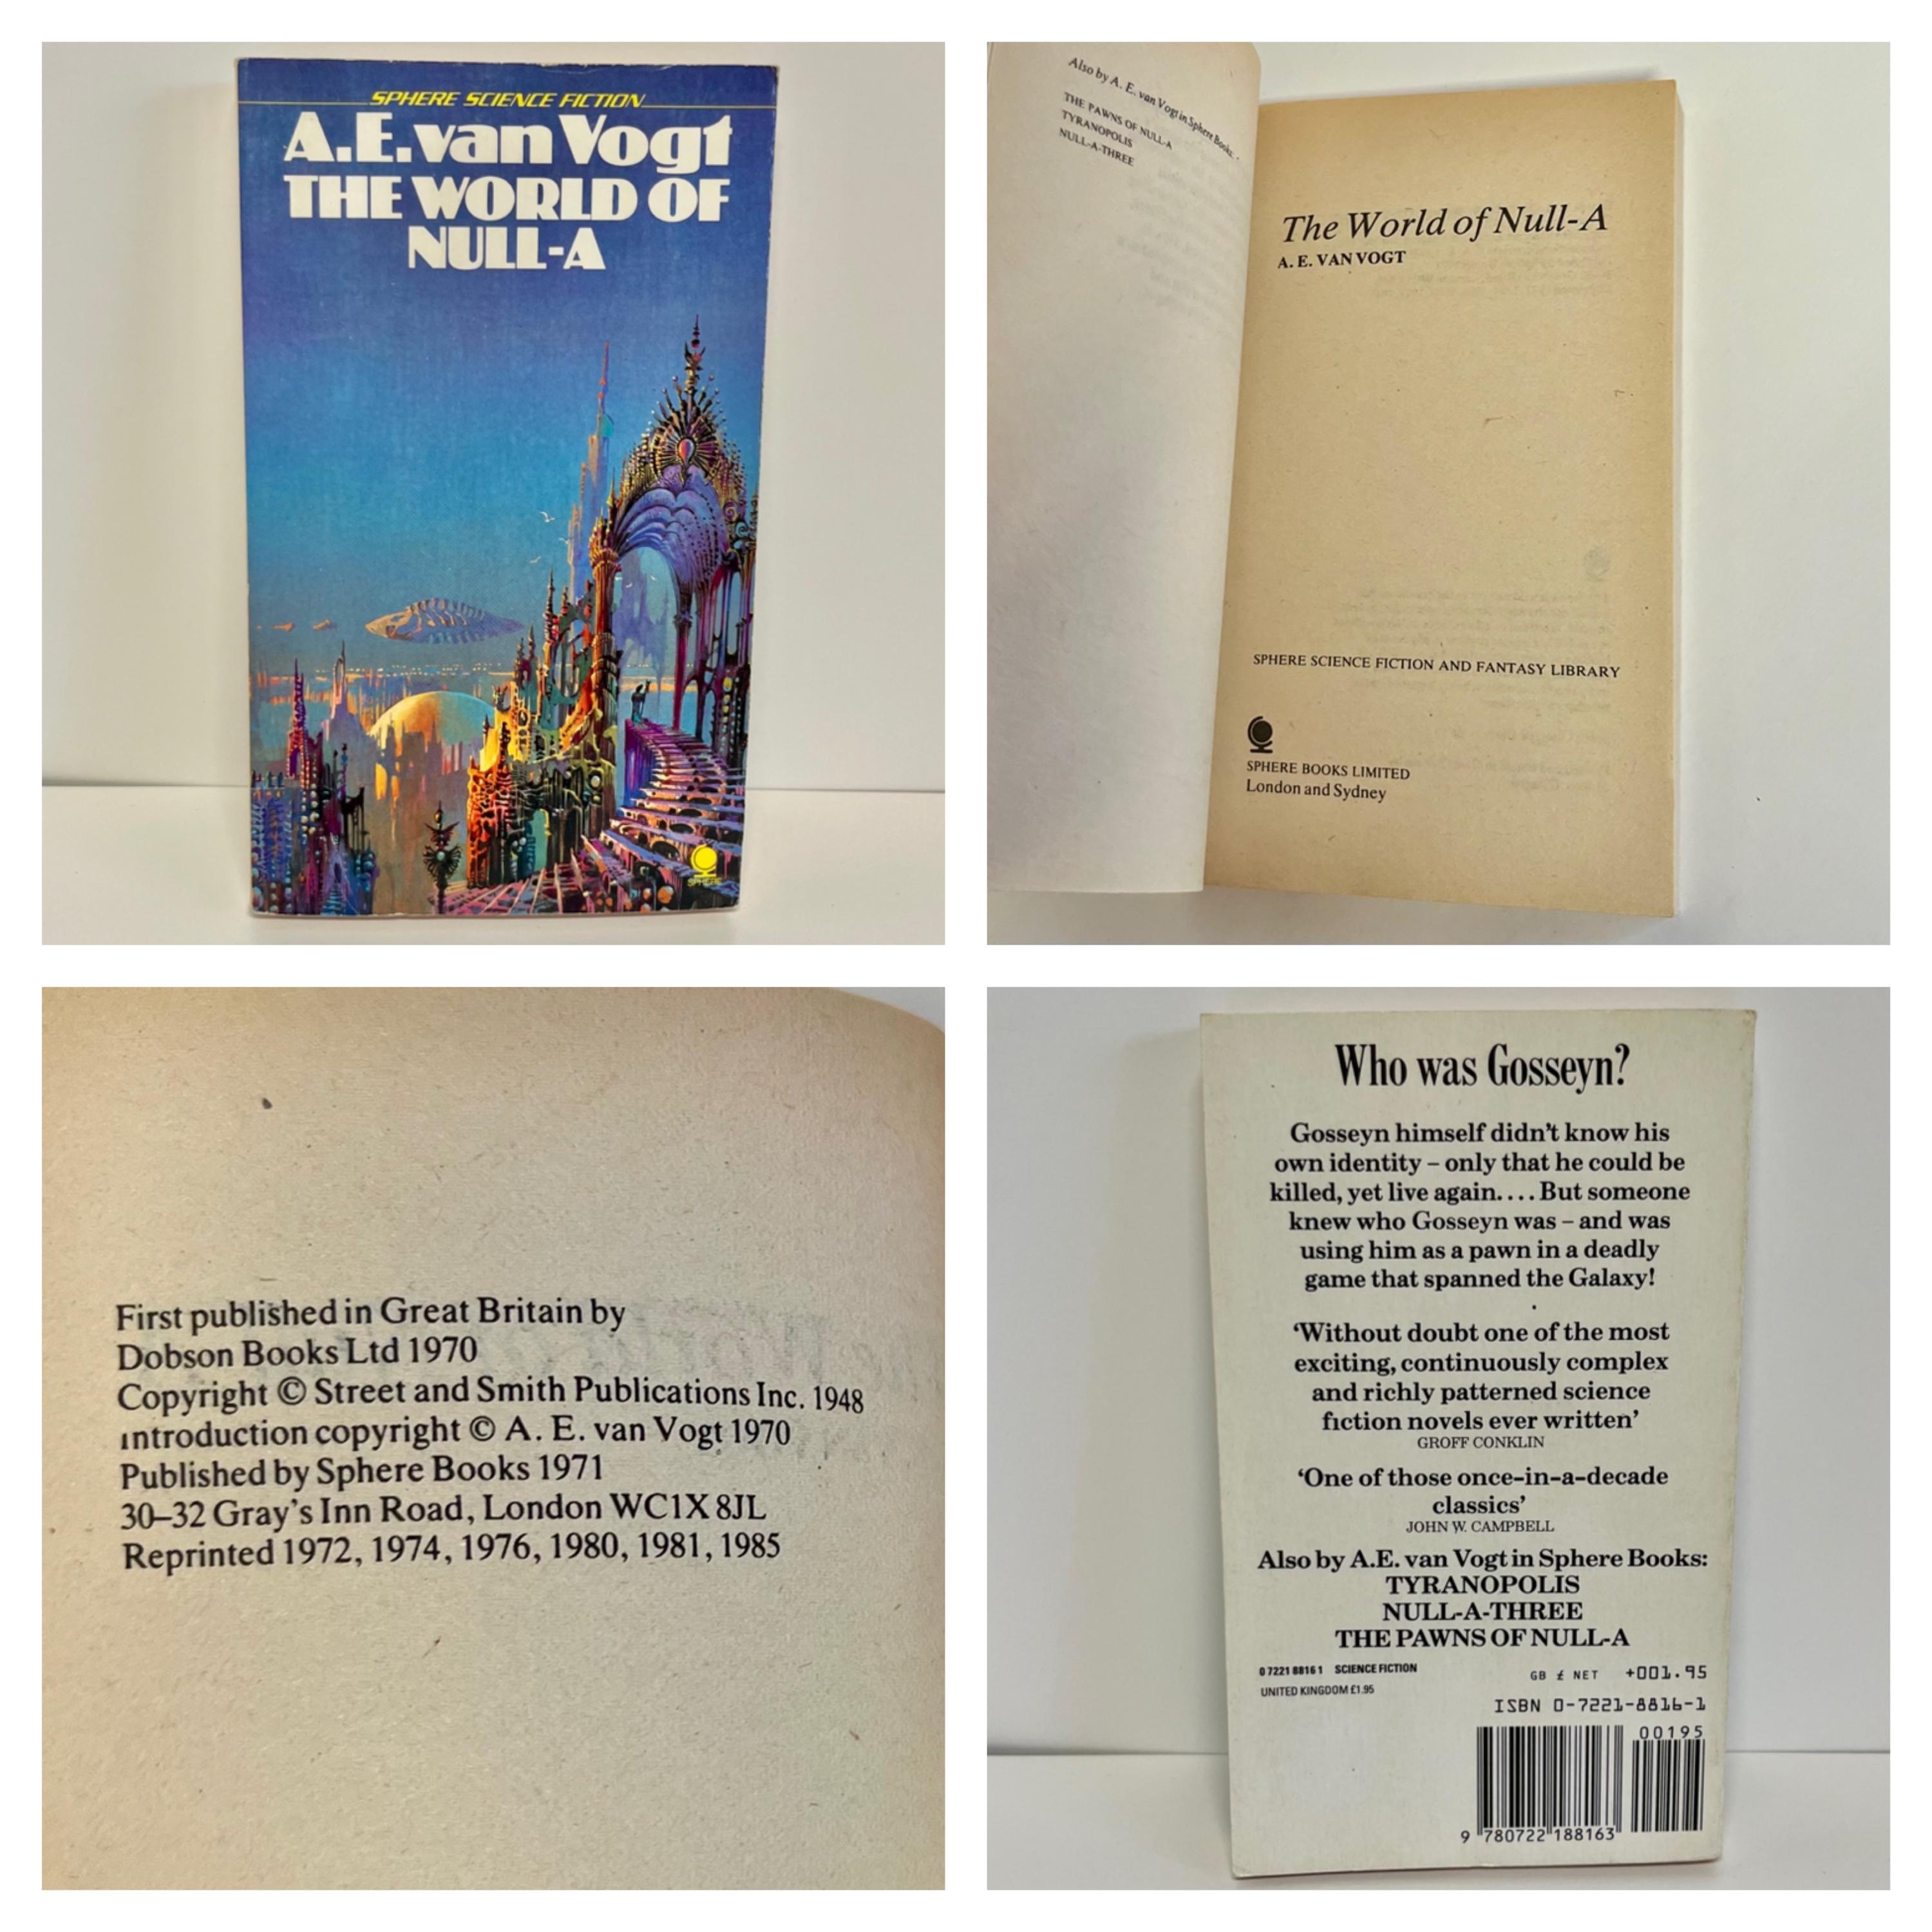 SPHERE SCIENCE FICTION
A.E. van Vogt
THE WORLD OF
NULL-A
SPHERE
Also by A. E. van Vogt in Sphere Books:
THE PAWNS OF NULL-A
TYRANOPOLIS
NULL-A-THREE
The World of Null-A
A. E. VAN VOGT
SPHERE SCIENCE FICTION AND FANTASY LIBRARY
SPHERE BOOKS LIMITED
London and Sydney
First published in Great Britain by
Dobson Books Ltd 1970
Copyright © Street and Smith Publications Inc. 1948
introduction copyright © A. E. van Vogt 1970
Published by Sphere Books 1971
30–32 Gray's Inn Road, London WC1X 8JL
Reprinted 1972, 1974, 1976, 1980, 1981, 1985
Who was Gosseyn?
Gosseyn himself didn't know his
own identity – only that he could be
killed, yet live again.... But someone
knew who Gosseyn was – and was
using him as a pawn in a deadly
game that spanned the Galaxy!
'Without doubt one of the most
exciting, continuously complex
and richly patterned science
fiction novels ever written'
GROFF CONKLIN
'One of those once-in-a-decade
classics'
JOHN W. CAMPBELL
Also by A.E. van Vogt in Sphere Books:
TYRANOPOLIS
NULL-A-THREE
THE PAWNS OF NULL-A
0 7221 8816 1 SCIENCE FICTION
UNITED KINGDOM £1.95
GB £ NET +001.95
ISBN 0-7221-8816-1
00195
9 780722 188163